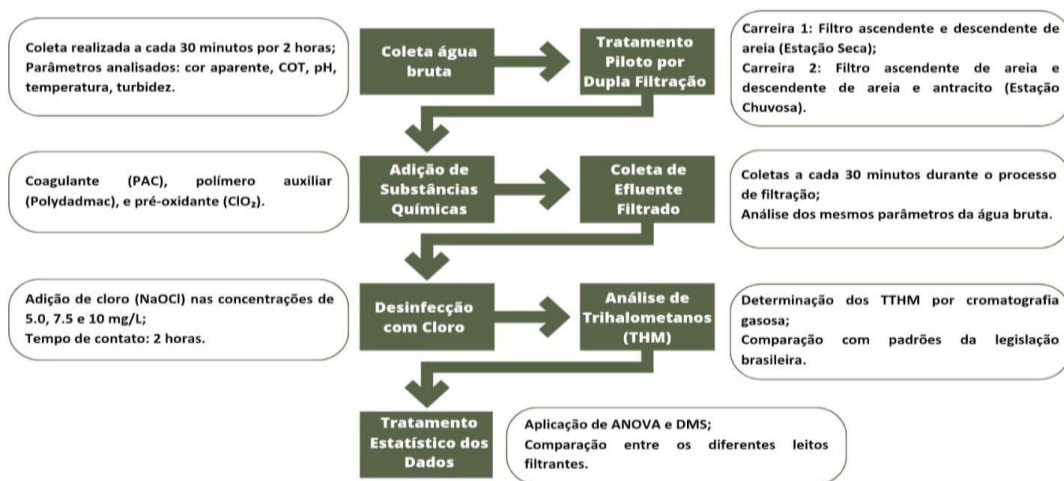 Coleta realizada a cada 30 minutos por 2 horas;
Parâmetros analisados: cor aparente, COT, pH,
temperatura, turbidez.
Coleta água
bruta
Tratamento
Piloto por
Dupla Filtração
Carreira 1: Filtro ascendente e descendente de
areia (Estação Seca);
Carreira 2: Filtro ascendente de areia e
descendente de areia e antracito (Estação
Chuvosa).
Coagulante (PAC), polímero auxiliar
(Polydadmac), e pré-oxidante (ClO₂).
Adição de
Substâncias
Químicas
Coleta de
Efluente
Filtrado
Coletas a cada 30 minutos durante o processo
de filtração;
Análise dos mesmos parâmetros da água bruta.
Adição de cloro (NaOCl) nas concentrações de
5.0, 7.5 e 10 mg/L;
Tempo de contato: 2 horas.
Desinfecção
com Cloro
Análise de
Trihalometanos
(THM)
Determinação dos TTHM por cromatografia
gasosa;
Comparação com padrões da legislação
brasileira.
Tratamento
Estatístico dos
Dados
Aplicação de ANOVA e DMS;
Comparação entre os diferentes leitos
filtrantes.